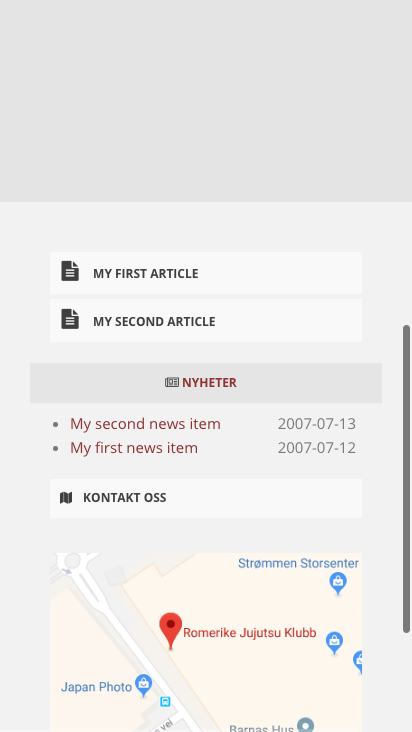 MY FIRST ARTICLE
MY SECOND ARTICLE
NYHETER
My second news item 2007-07-13
My first news item 2007-07-12
KONTAKT OSS
Strømmen Storsenter
Romerike Jujutsu Klubb
Japan Photo
vei
Barnas Hus